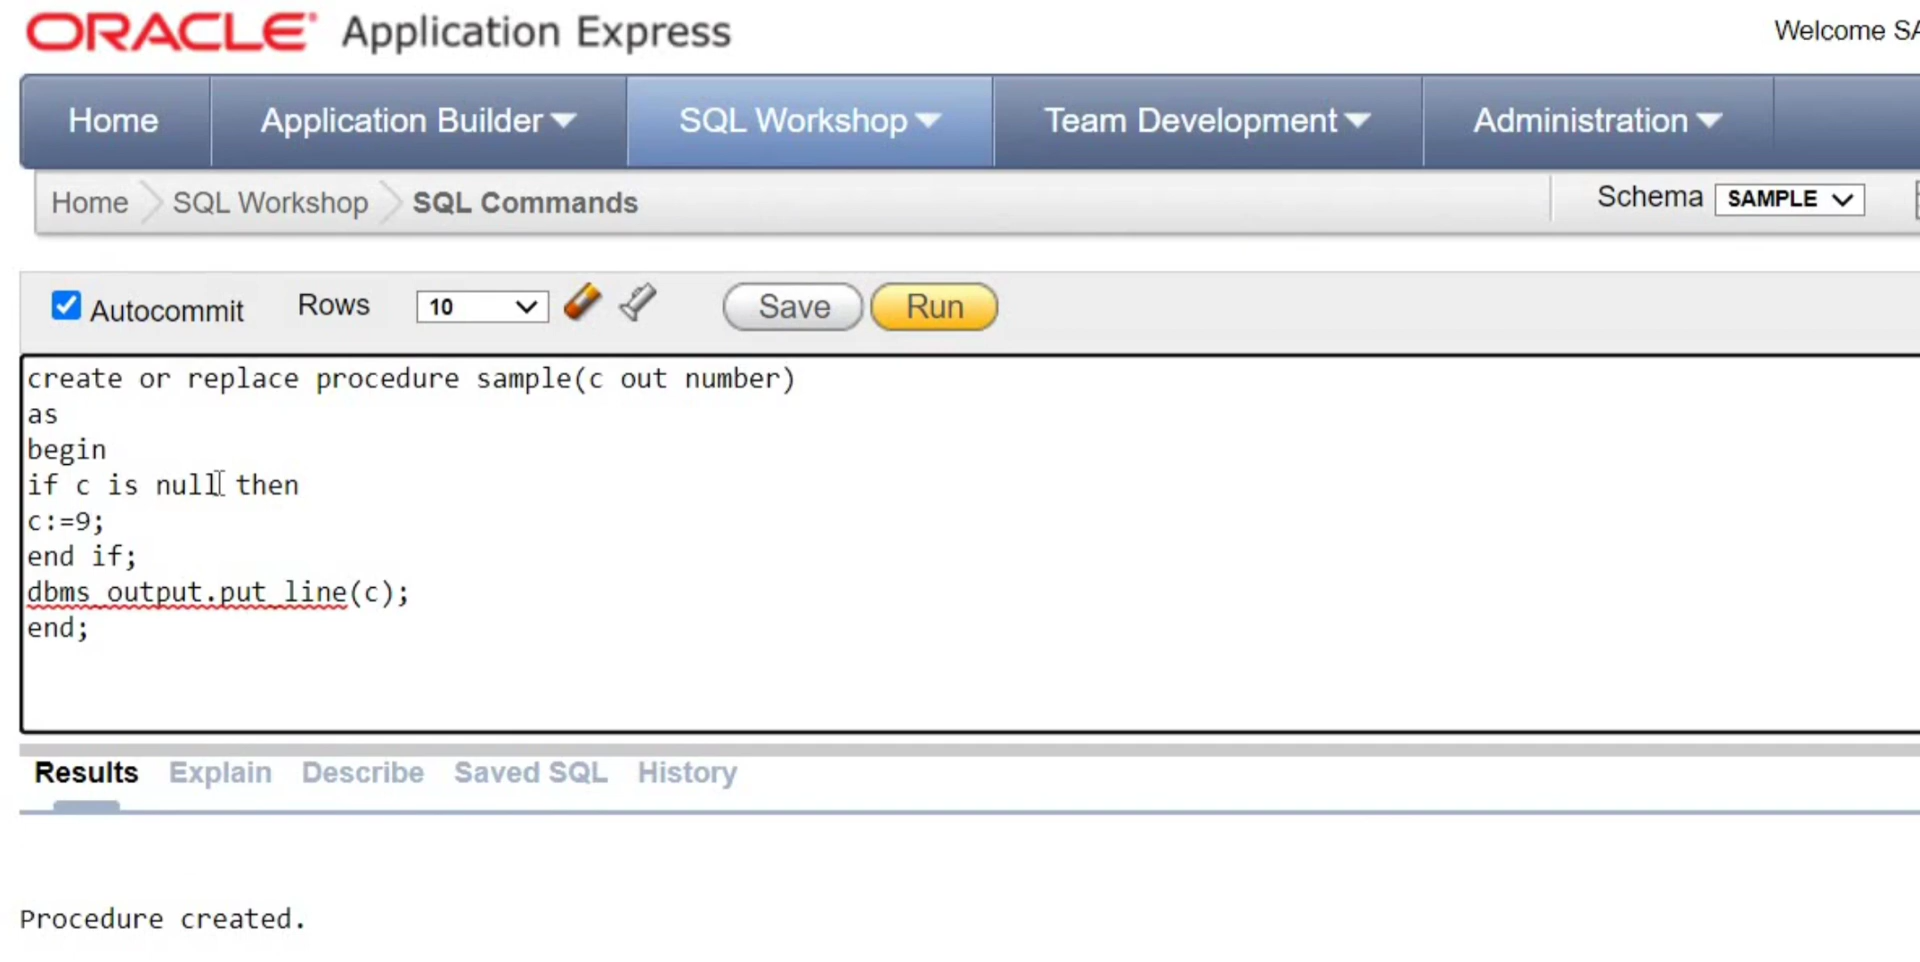 ORACLE Application Express
Welcome SA
Home Application Builder SQL Workshop Team Development Administration
Home SQL Workshop SQL Commands Schema SAMPLE
Autocommit Rows 10 Save Run
create or replace procedure sample(c out number)
as
begin
if c is null then
c:=9;
end if;
dbms_output.put_line(c);
end;
Results Explain Describe Saved SQL History
Procedure created.